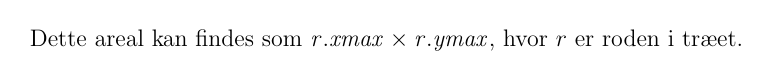 Dette areal kan findes som r.xmax × r.ymax, hvor r er roden i træet.